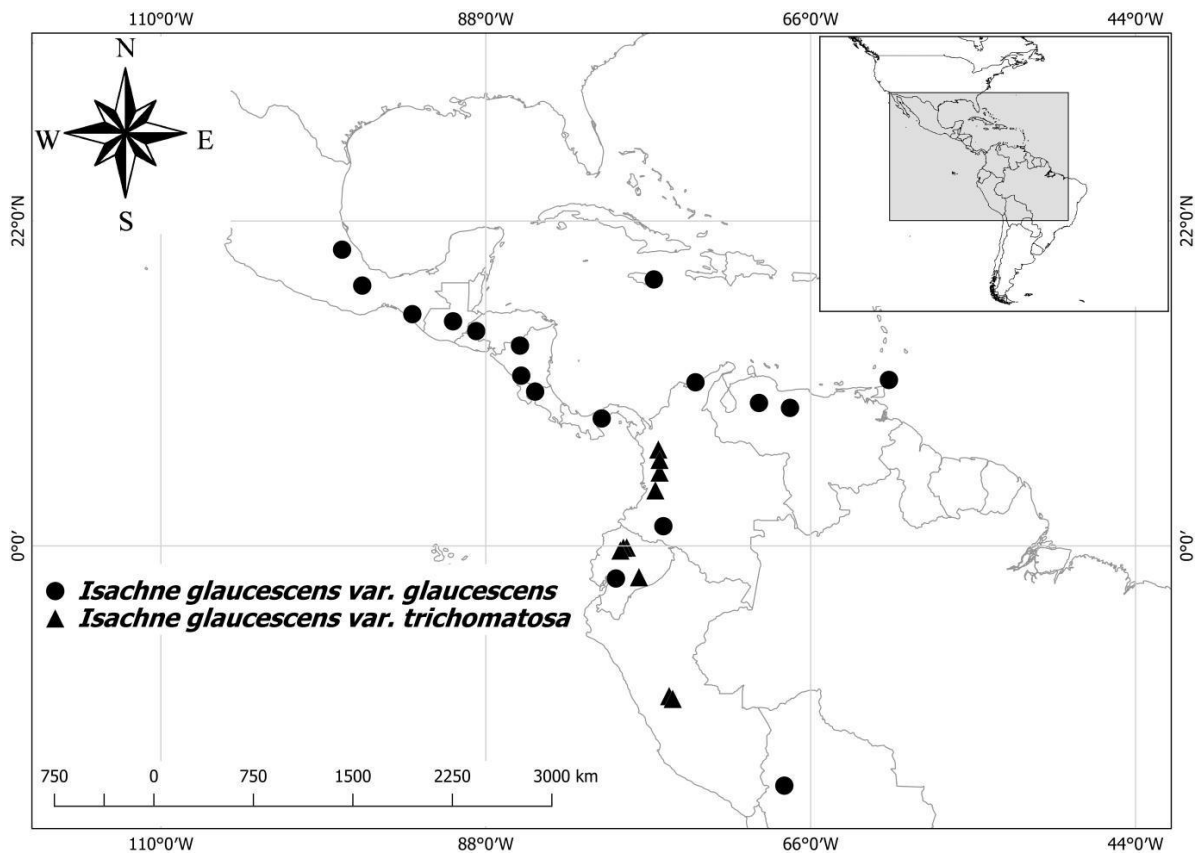 110°0'W 88°0'W 66°0'W 44°0'W
N
W E
S
22°0'N 22°0'N
0°0' 0°0'
Isachne glaucescens var. glaucescens
Isachne glaucescens var. trichomatosa
750 0 750 1500 2250 3000 km
110°0'W 88°0'W 66°0'W 44°0'W